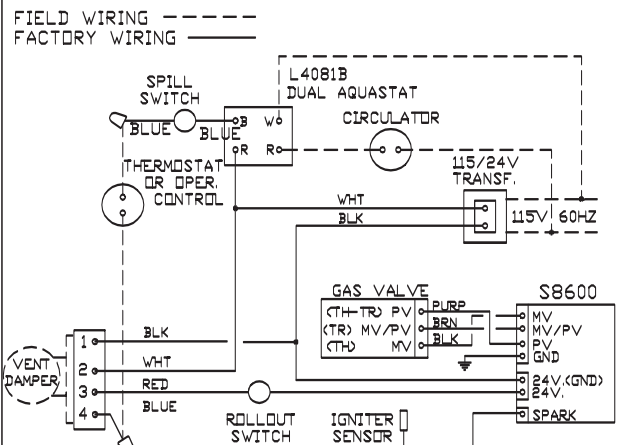 FIELD WIRING
FACTORY WIRING
L4081B
DUAL AQUASTAT
SPILL
SWITCH
BLUE
BLUE
B
W
R
R
CIRCULATOR
THERMOSTAT
OR OPER.
CONTROL
115/24V
TRANSF.
WHT
BLK
115V
60HZ
GAS VALVE
(TH-TR) PV
(TR) MV/PV
(TH) MV
PURP
BRN
BLK
S8600
MV
MV/PV
PV
GND
24V.(GND)
24V.
SPARK
VENT
DAMPER
1
2
3
4
BLK
WHT
RED
BLUE
ROLLOUT
SWITCH
IGNITER
SENSOR